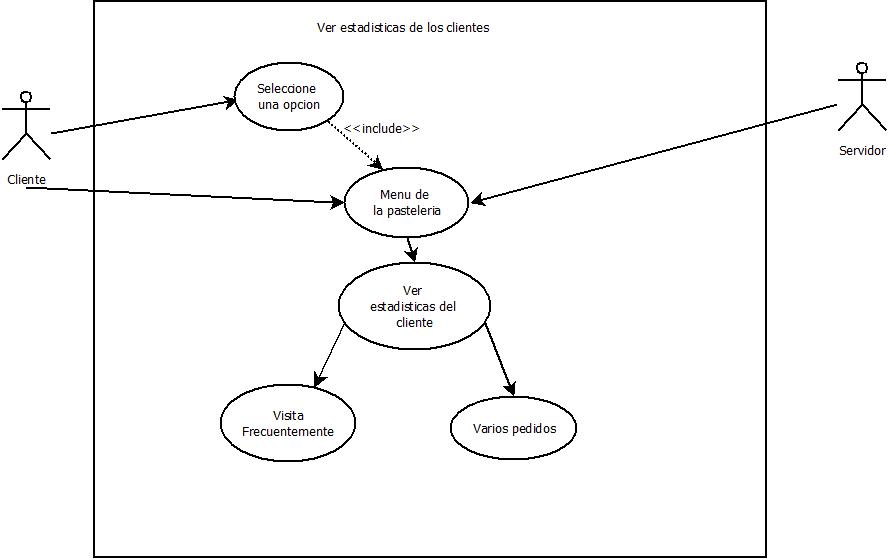 Ver estadisticas de los clientes
Seleccione
una opcion
<<include>>
Cliente
Servidor
Menu de
la pasteleria
Ver
estadisticas del
cliente
Visita
Frecuentemente
Varios pedidos